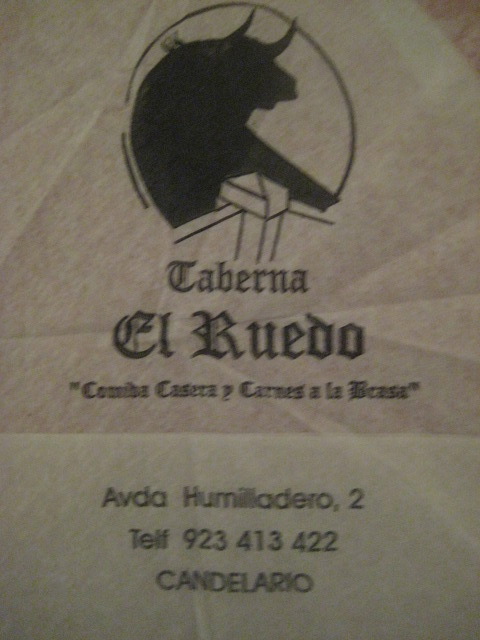 Taberna
El Ruedo
"Comida Casera y Carnes a la Brasa"
Avda Humilladero, 2
Telf 923 413 422
CANDELARIO